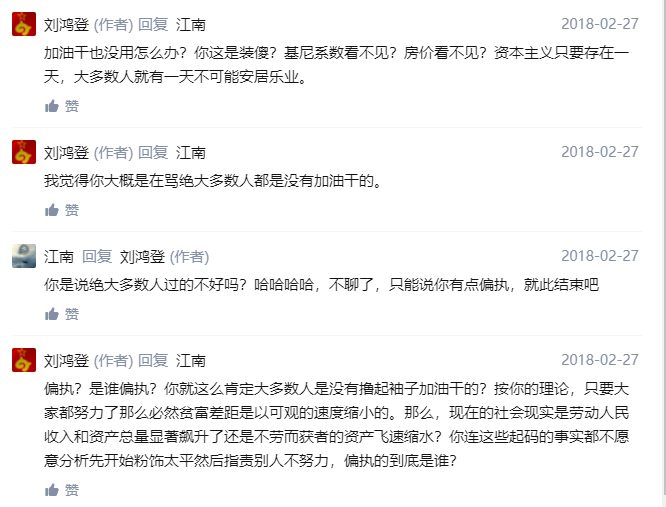 刘鸿登 (作者) 回复 江南 2018-02-27
加油干也没用怎么办？你这是装傻？基尼系数看不见？房价看不见？资本主义只要存在一
天，大多数人就有一天不可能安居乐业。
赞
刘鸿登 (作者) 回复 江南 2018-02-27
我觉得你大概是在骂绝大多数人都是没有加油干的。
赞
江南 回复 刘鸿登 (作者) 2018-02-27
你是说绝大多数人过的不好吗？哈哈哈哈，不聊了，只能说你有点偏执，就此结束吧
赞
刘鸿登 (作者) 回复 江南 2018-02-27
偏执？是谁偏执？你就这么肯定大多数人是没有撸起袖子加油干的？按你的理论，只要大
家都努力了那么必然贫富差距是以可观的速度缩小的。那么，现在的社会现实是劳动人民
收入和资产总量显著飙升了还是不劳而获者的资产飞速缩水？你连这些起码的事实都不愿
意分析先开始粉饰太平然后指责别人不努力，偏执的到底是谁？
赞